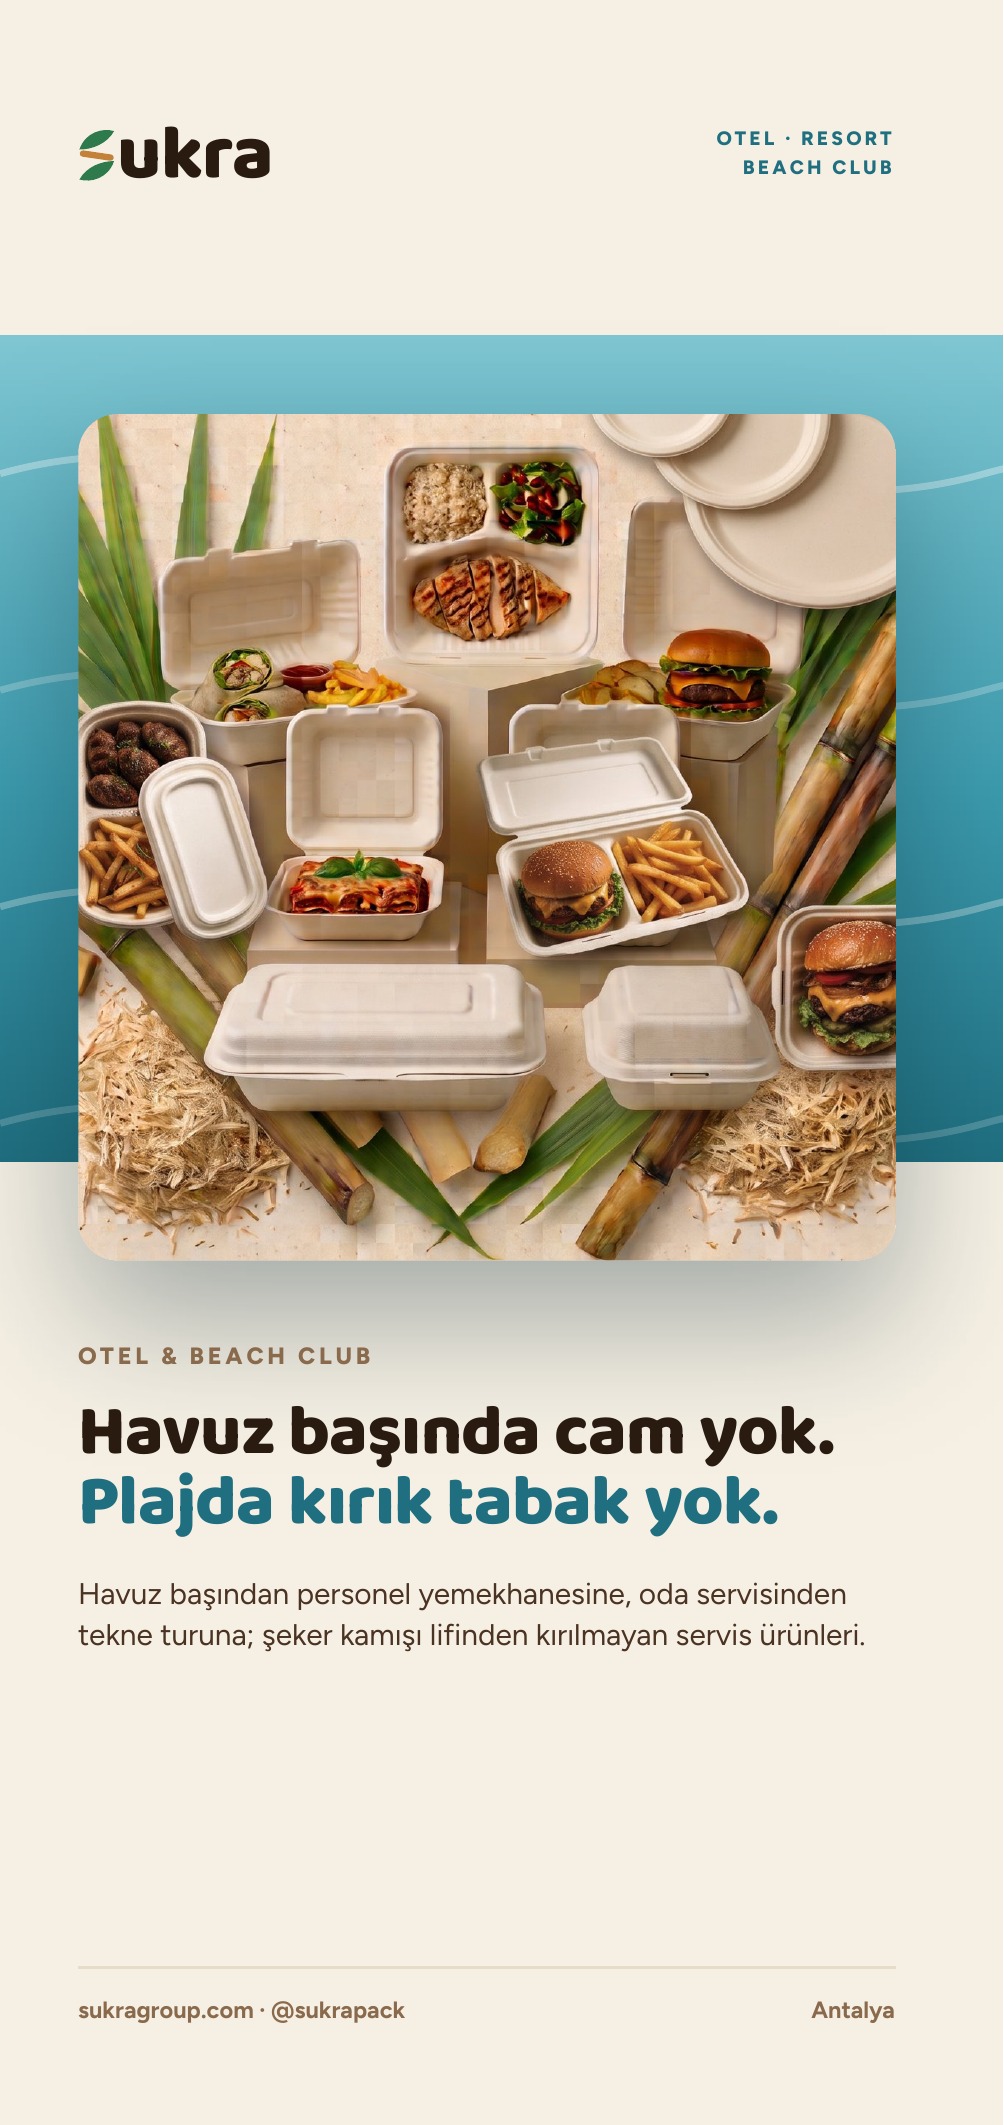 Sukra
OTEL · RESORT
BEACH CLUB
OTEL & BEACH CLUB
Havuz başında cam yok.
Plajda kırık tabak yok.
Havuz başından personel yemekhanesine, oda servisinden
tekne turuna; şeker kamışı lifinden kırılmayan servis ürünleri.
sukragroup.com · @sukrapack
Antalya